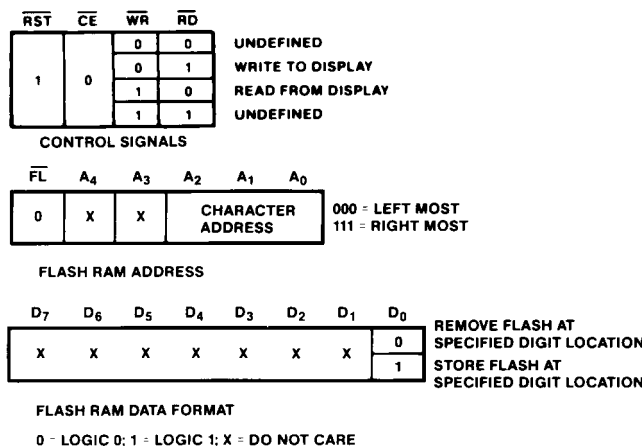 RST CE WR RD
1 0
0 0 UNDEFINED
0 1 WRITE TO DISPLAY
1 0 READ FROM DISPLAY
1 1 UNDEFINED
CONTROL SIGNALS
FL A4 A3 A2 A1 A0
0 X X CHARACTER ADDRESS
000 = LEFT MOST
111 = RIGHT MOST
FLASH RAM ADDRESS
D7 D6 D5 D4 D3 D2 D1 D0
X X X X X X X
0 REMOVE FLASH AT
SPECIFIED DIGIT LOCATION
1 STORE FLASH AT
SPECIFIED DIGIT LOCATION
FLASH RAM DATA FORMAT
0 = LOGIC 0; 1 = LOGIC 1; X = DO NOT CARE